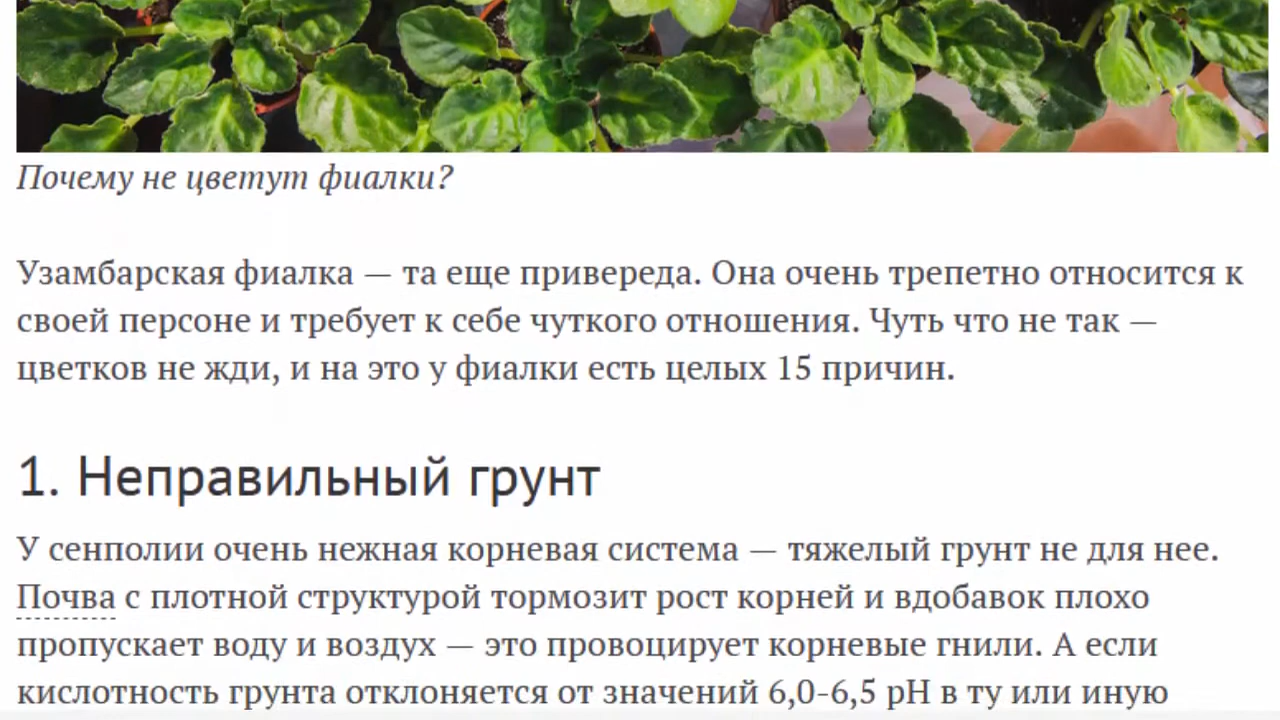 Почему не цветут фиалки?
Узамбарская фиалка — та еще привереда. Она очень трепетно относится к
своей персоне и требует к себе чуткого отношения. Чуть что не так —
цветков не жди, и на это у фиалки есть целых 15 причин.
1. Неправильный грунт
У сенполии очень нежная корневая система — тяжелый грунт не для нее.
Почва с плотной структурой тормозит рост корней и вдобавок плохо
пропускает воду и воздух — это провоцирует корневые гнили. А если
кислотность грунта отклоняется от значений 6,0-6,5 pH в ту или иную